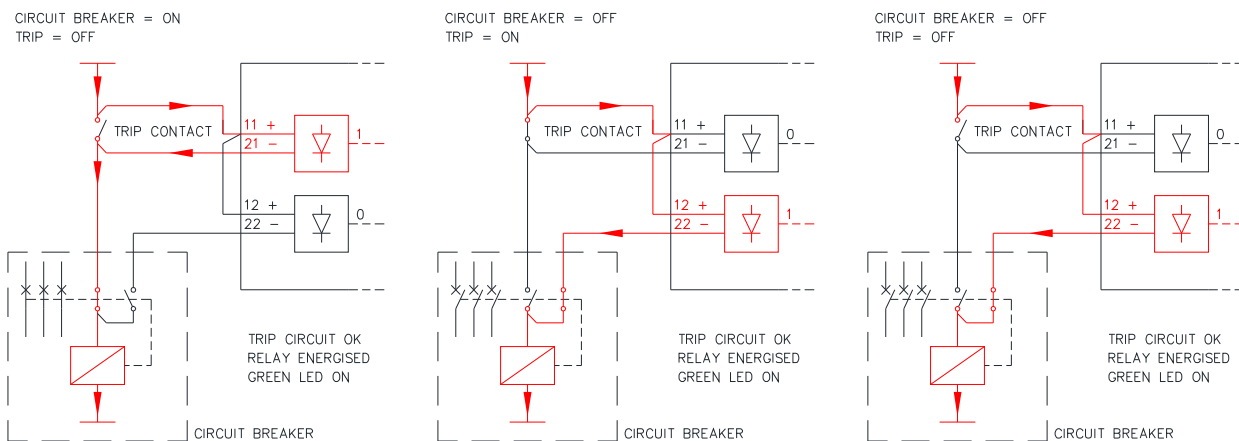 CIRCUIT BREAKER = ON
TRIP = OFF
TRIP CONTACT
11 +
21 -
1
12 +
22 -
0
TRIP CIRCUIT OK
RELAY ENERGISED
GREEN LED ON
CIRCUIT BREAKER
CIRCUIT BREAKER = OFF
TRIP = ON
TRIP CONTACT
11 +
21 -
0
12 +
22 -
1
TRIP CIRCUIT OK
RELAY ENERGISED
GREEN LED ON
CIRCUIT BREAKER
CIRCUIT BREAKER = OFF
TRIP = OFF
TRIP CONTACT
11 +
21 -
0
12 +
22 -
1
TRIP CIRCUIT OK
RELAY ENERGISED
GREEN LED ON
CIRCUIT BREAKER